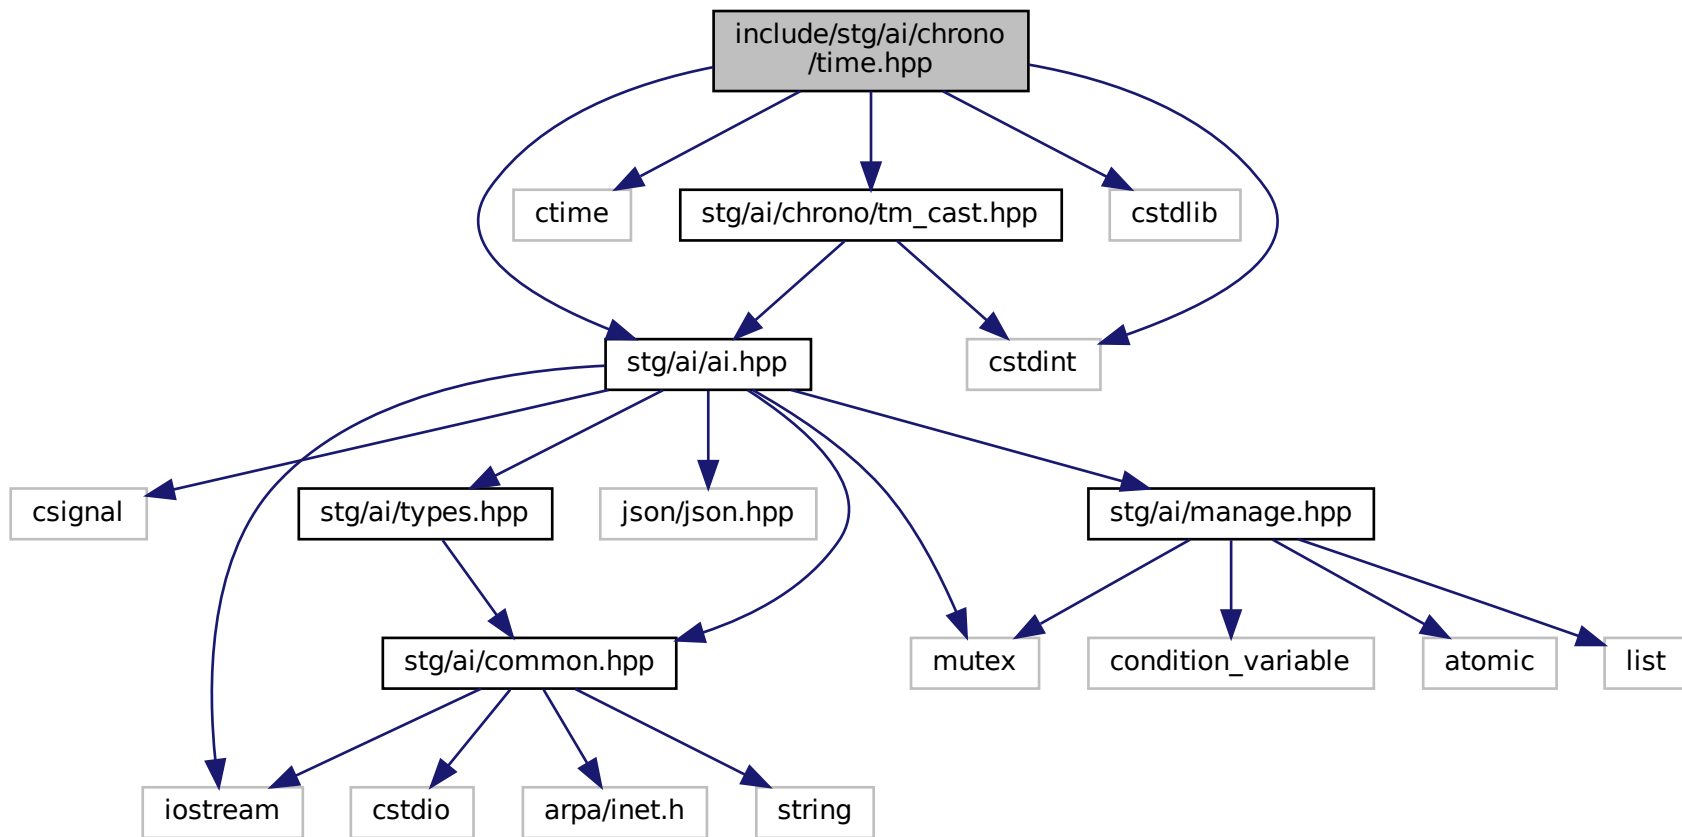 include/stg/ai/chrono
/time.hpp
ctime
stg/ai/chrono/tm_cast.hpp
cstdlib
stg/ai/ai.hpp
cstdint
csignal
stg/ai/types.hpp
json/json.hpp
stg/ai/manage.hpp
stg/ai/common.hpp
mutex
condition_variable
atomic
list
iostream
cstdio
arpa/inet.h
string